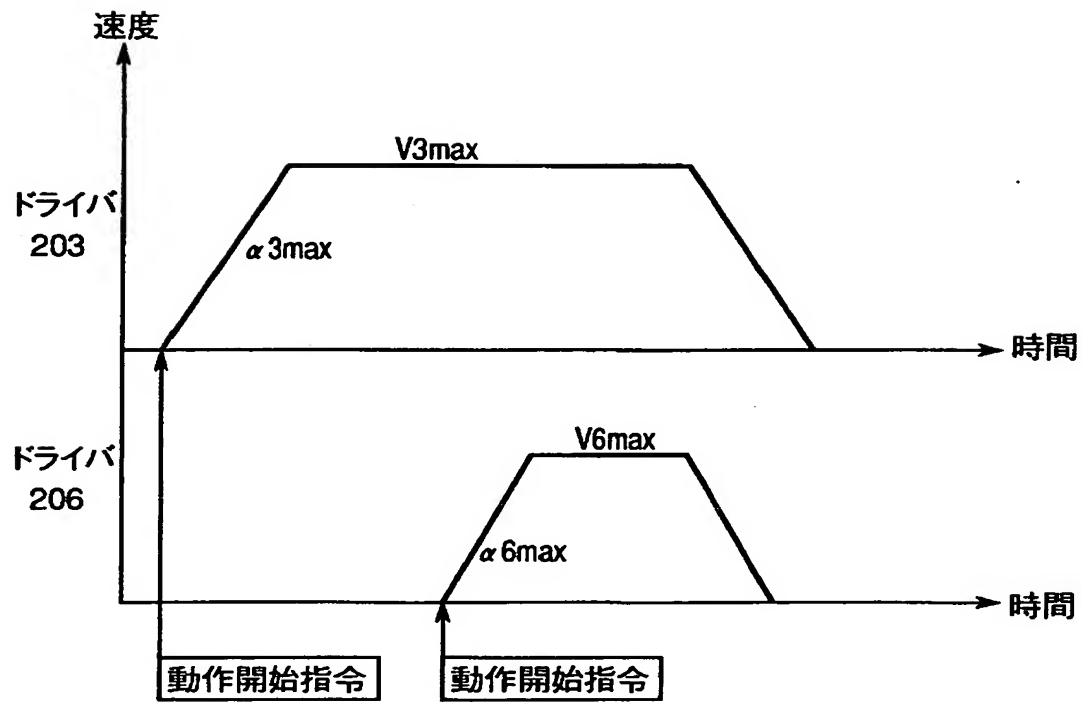 速度
V3max
ドライバ
203
α3max
時間
V6max
ドライバ
206
α6max
時間
動作開始指令
動作開始指令